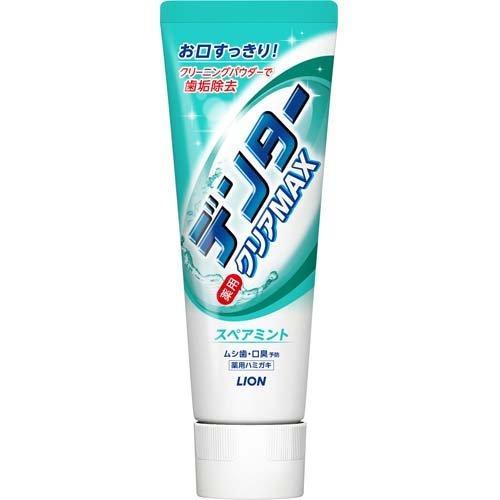 お口すっきり!
クリーニングパウダーで
歯垢除去
デンター
薬用
クリアMAX
スペアミント
ムシ歯・口臭 予防
薬用ハミガキ
LION